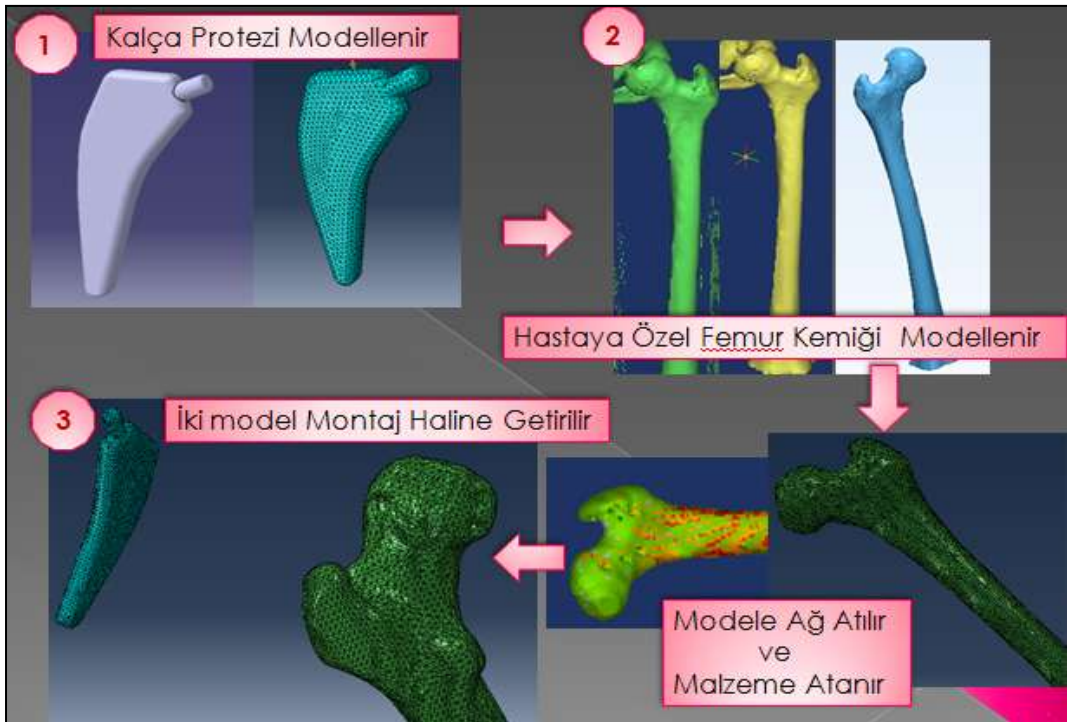 1
Kalça Protezi Modellenir
2
Hastaya Özel Femur Kemiği Modellenir
3
İki model Montaj Haline Getirilir
Modele Ağ Atılır
ve
Malzeme Atanır